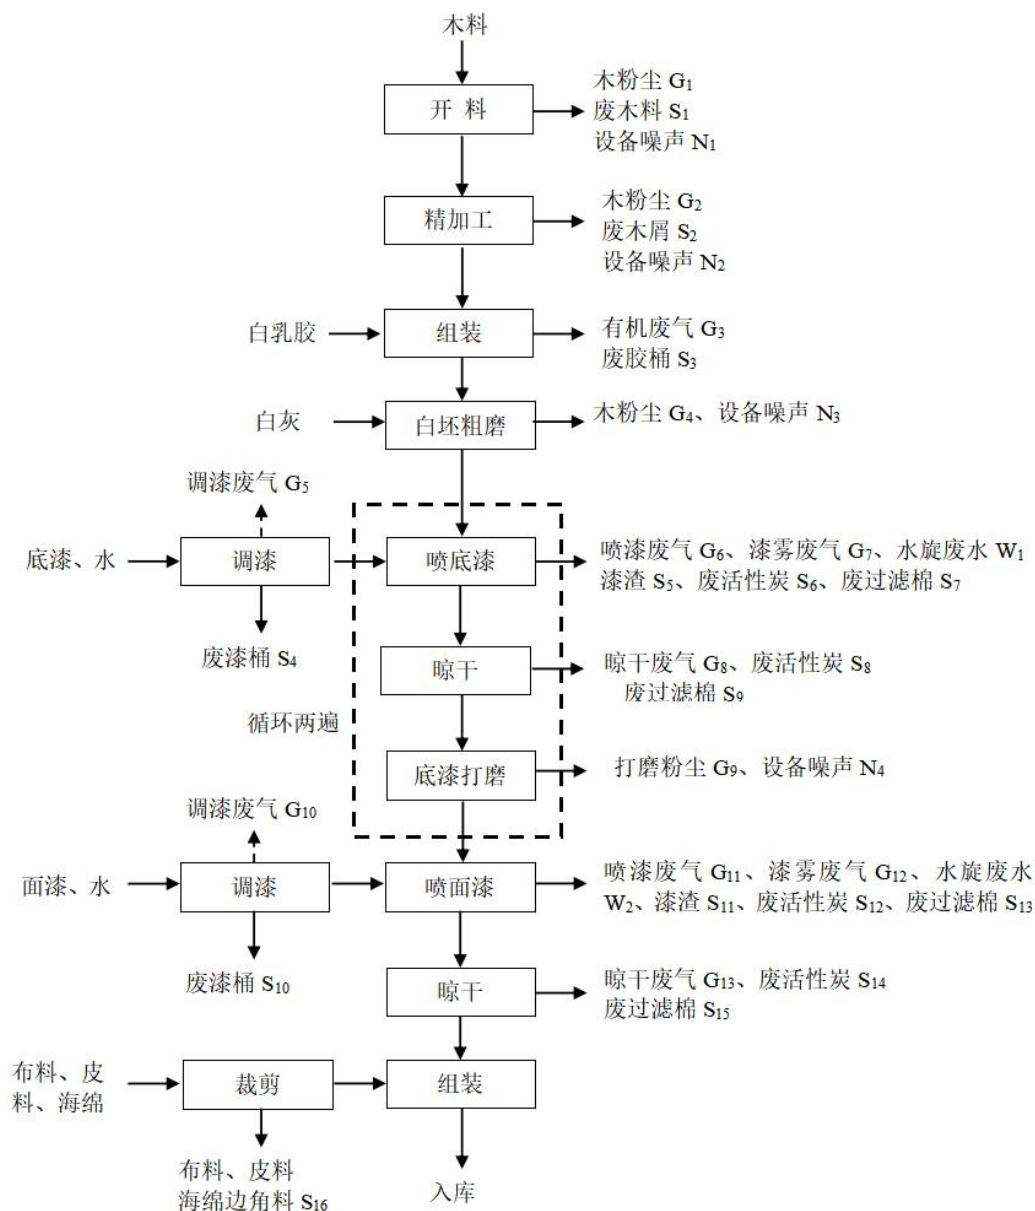 木料
开 料
木粉尘 G₁
废木料 S₁
设备噪声 N₁
精加工
木粉尘 G₂
废木屑 S₂
设备噪声 N₂
白乳胶
组装
有机废气 G₃
废胶桶 S₃
白灰
白坯粗磨
木粉尘 G₄、设备噪声 N₃
调漆废气 G₅
底漆、水
调漆
喷底漆
喷漆废气 G₆、漆雾废气 G₇、水旋废水 W₁
漆渣 S₅、废活性炭 S₆、废过滤棉 S₇
废漆桶 S₄
晾干
晾干废气 G₈、废活性炭 S₈
废过滤棉 S₉
循环两遍
底漆打磨
打磨粉尘 G₉、设备噪声 N₄
调漆废气 G₁₀
面漆、水
调漆
喷面漆
喷漆废气 G₁₁、漆雾废气 G₁₂、水旋废水
W₂、漆渣 S₁₁、废活性炭 S₁₂、废过滤棉 S₁₃
废漆桶 S₁₀
晾干
晾干废气 G₁₃、废活性炭 S₁₄
废过滤棉 S₁₅
布料、皮
料、海绵
裁剪
组装
布料、皮料
海绵边角料 S₁₆
入库